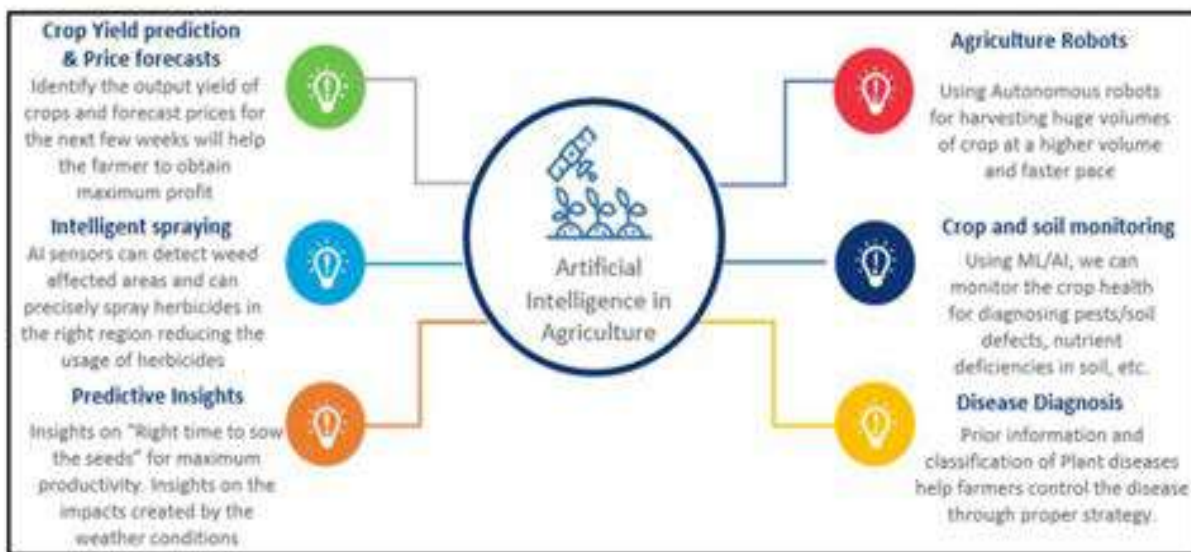 Crop Yield prediction
& Price forecasts
Identify the output yield of
crops and forecast prices for
the next few weeks will help
the farmer to obtain
maximum profit
Intelligent spraying
AI sensors can detect weed
affected areas and can
precisely spray herbicides in
the right region reducing the
usage of herbicides
Predictive Insights
Insights on "Right time to sow
the seeds" for maximum
productivity. Insights on the
impacts created by the
weather conditions
Artificial
Intelligence in
Agriculture
Agriculture Robots
Using Autonomous robots
for harvesting huge volumes
of crop at a higher volume
and faster pace
Crop and soil monitoring
Using ML/AI, we can
monitor the crop health
for diagnosing pests/soil
defects, nutrient
deficiencies in soil, etc.
Disease Diagnosis
Prior information and
classification of Plant diseases
help farmers control the disease
through proper strategy.